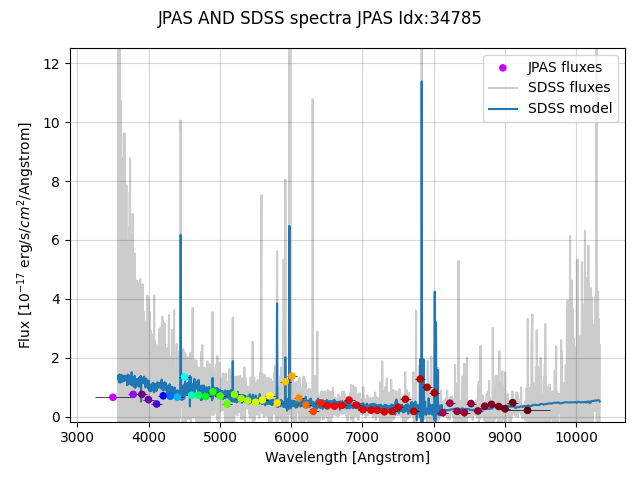 JPAS AND SDSS spectra JPAS Idx:34785
JPAS fluxes
SDSS fluxes
SDSS model
12
10
8
6
4
2
0
Flux [10^{-17} erg/s/cm^2/Angstrom]
3000 4000 5000 6000 7000 8000 9000 10000
Wavelength [Angstrom]